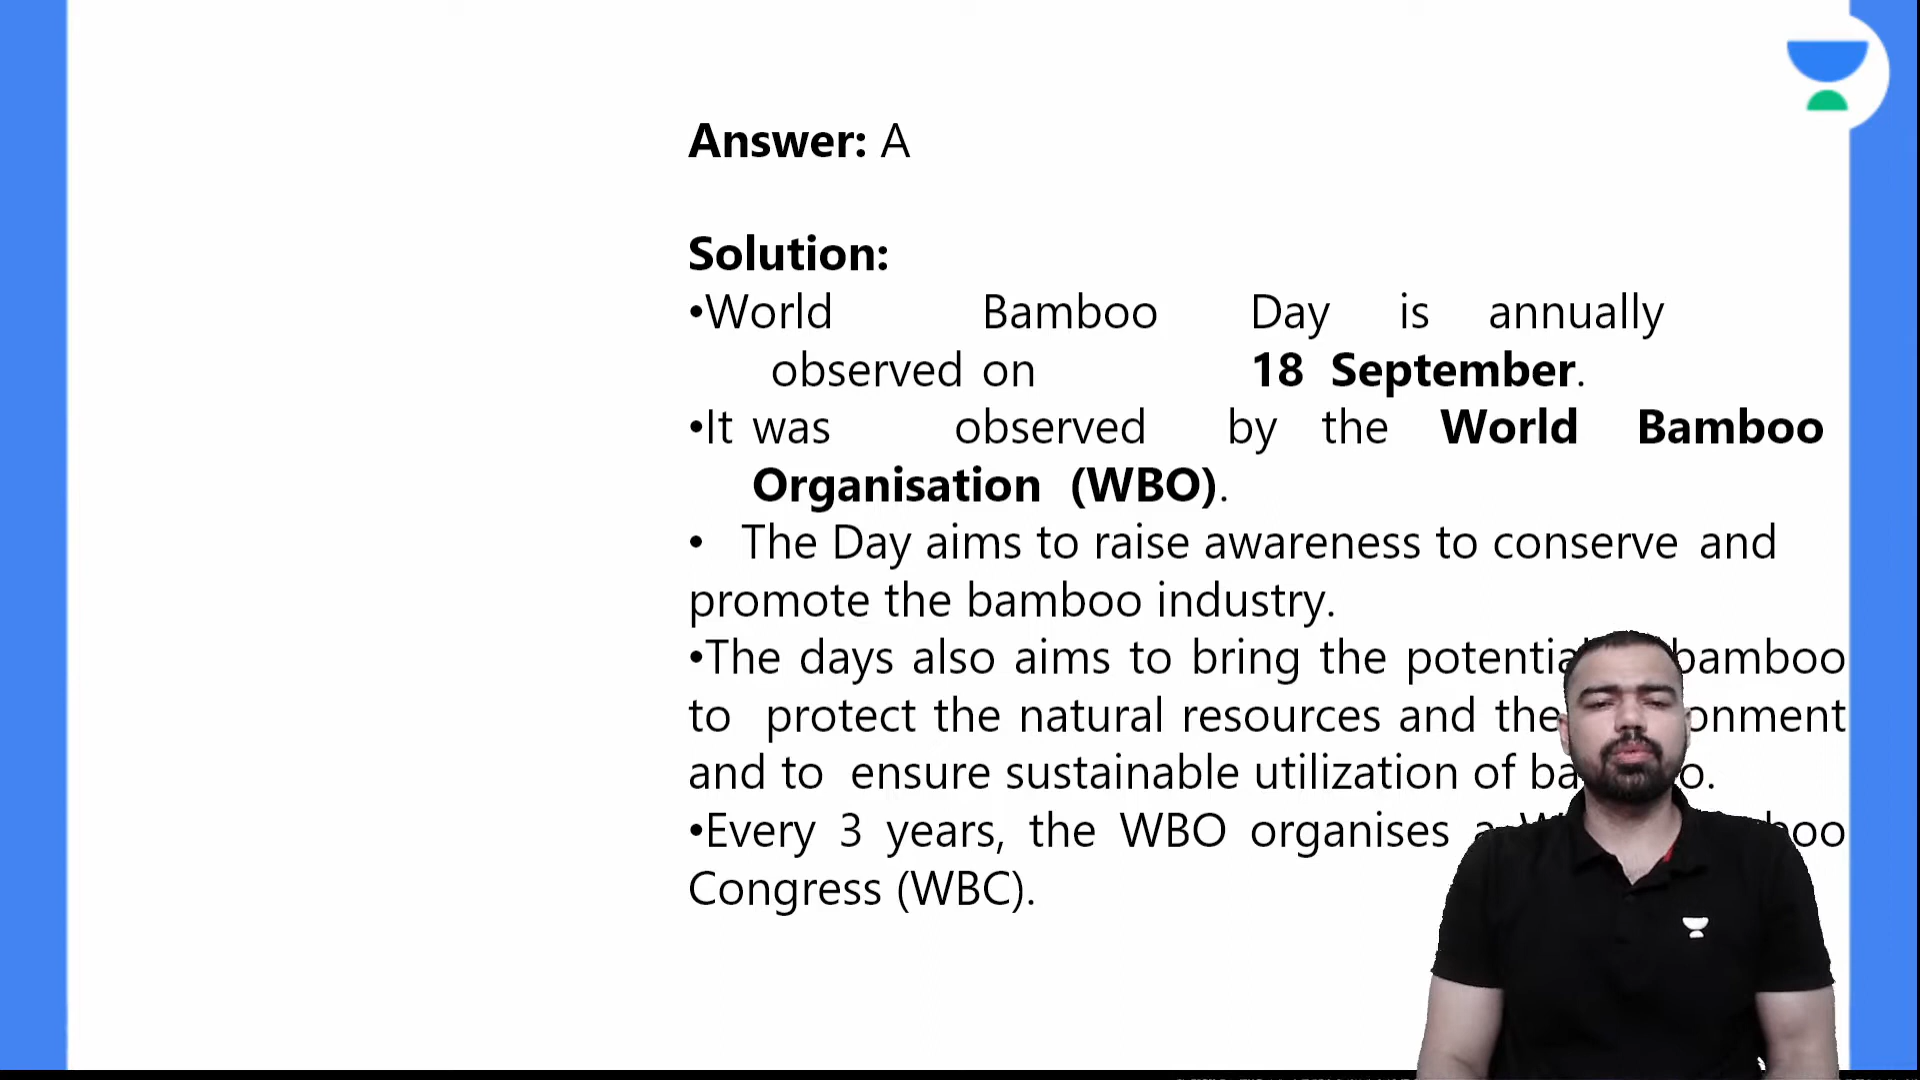 Answer: A
Solution:
•World Bamboo Day is annually
observed on 18 September.
•It was observed by the World Bamboo
Organisation (WBO).
• The Day aims to raise awareness to conserve and
promote the bamboo industry.
•The days also aims to bring the bamboo
to protect the natural resources and the
and to ensure sustainable utilization of
•Every 3 years, the WBO organises
Congress (WBC).